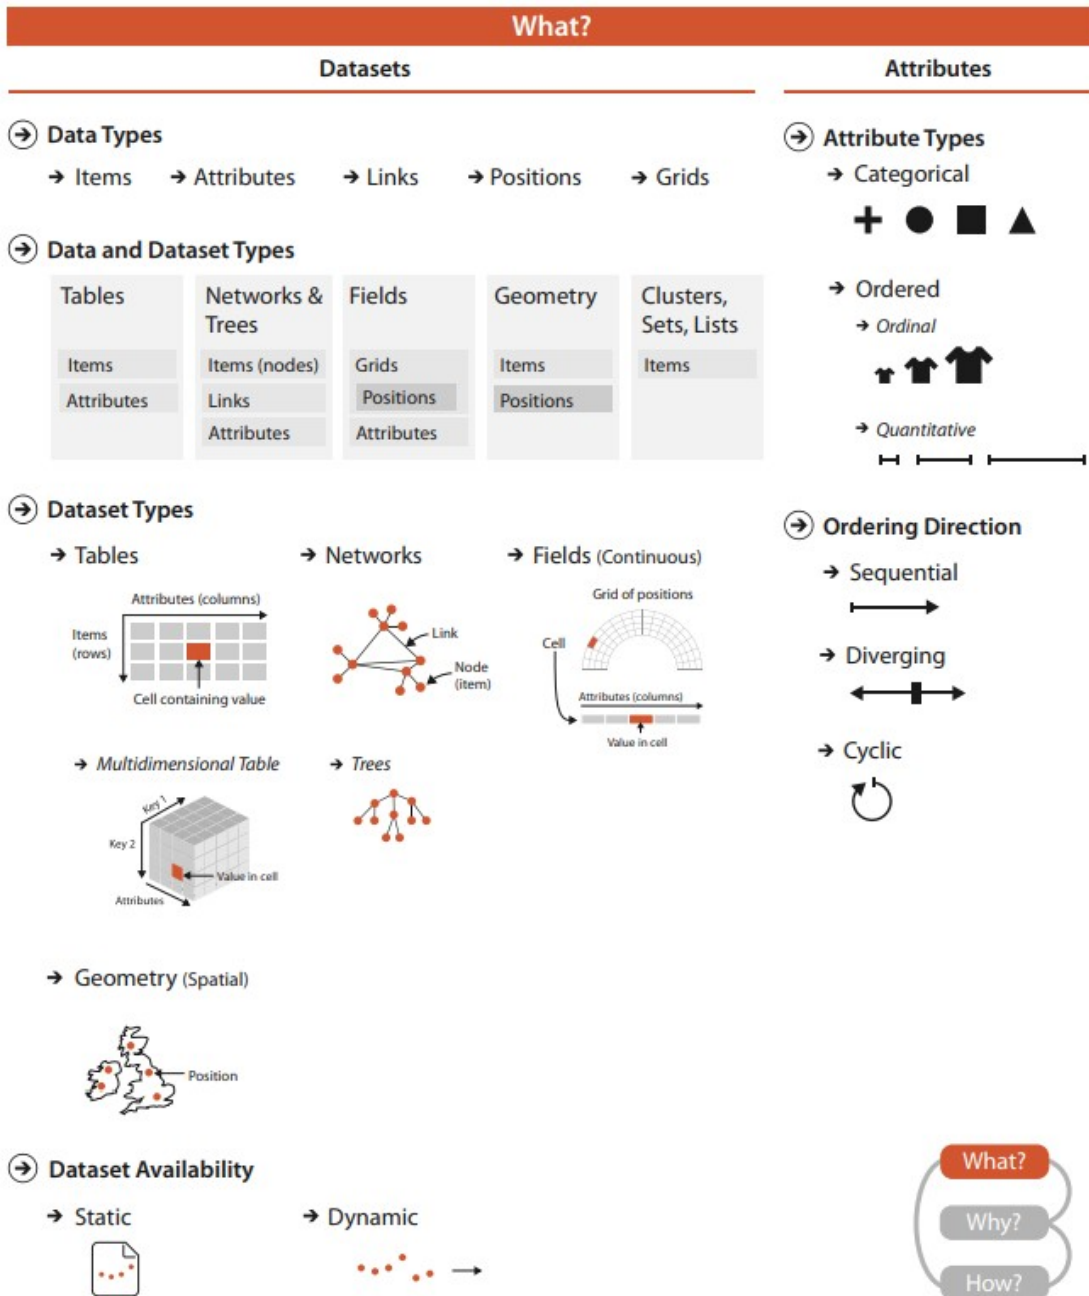 What?
Datasets
Attributes
Data Types
Items Attributes Links Positions Grids
Data and Dataset Types
Tables
Items
Attributes
Networks &
Trees
Items (nodes)
Links
Attributes
Fields
Grids
Positions
Attributes
Geometry
Items
Positions
Clusters,
Sets, Lists
Items
Dataset Types
Tables
Attributes (columns)
Items
(rows)
Cell containing value
Networks
Link
Node
(item)
Fields (Continuous)
Grid of positions
Cell
Attributes (columns)
Value in cell
Multidimensional Table
Key 1
Key 2
Value in cell
Attributes
Trees
Geometry (Spatial)
Position
Dataset Availability
Static
Dynamic
Attribute Types
Categorical
Ordered
Ordinal
Quantitative
Ordering Direction
Sequential
Diverging
Cyclic
What?
Why?
How?